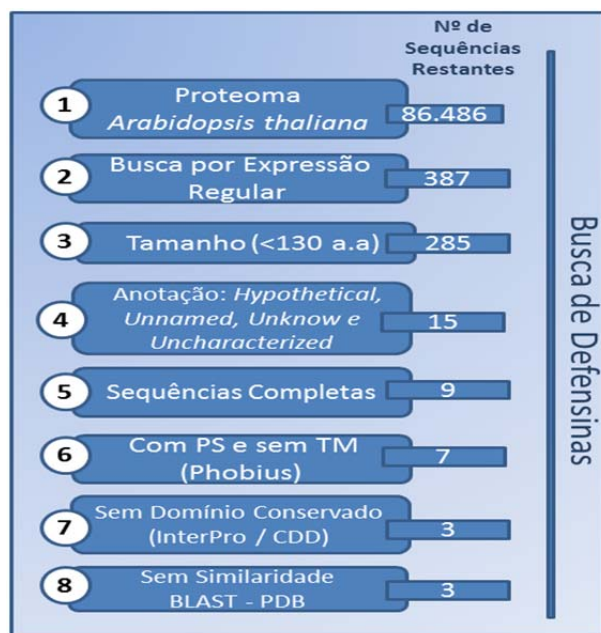 Nº de
Sequências
Restantes
1
Proteoma
Arabidopsis thaliana
86.486
2
Busca por Expressão
Regular
387
3
Tamanho (<130 a.a)
285
4
Anotação: Hypothetical,
Unnamed, Unknow e
Uncharacterized
15
5
Sequências Completas
9
6
Com PS e sem TM
(Phobius)
7
7
Sem Domínio Conservado
(InterPro / CDD)
3
8
Sem Similaridade
BLAST - PDB
3
Busca de Defensinas